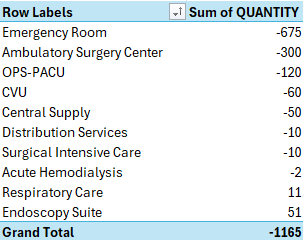 Row Labels Sum of QUANTITY
Emergency Room -675
Ambulatory Surgery Center -300
OPS-PACU -120
CVU -60
Central Supply -50
Distribution Services -10
Surgical Intensive Care -10
Acute Hemodialysis -2
Respiratory Care 11
Endoscopy Suite 51
Grand Total -1165